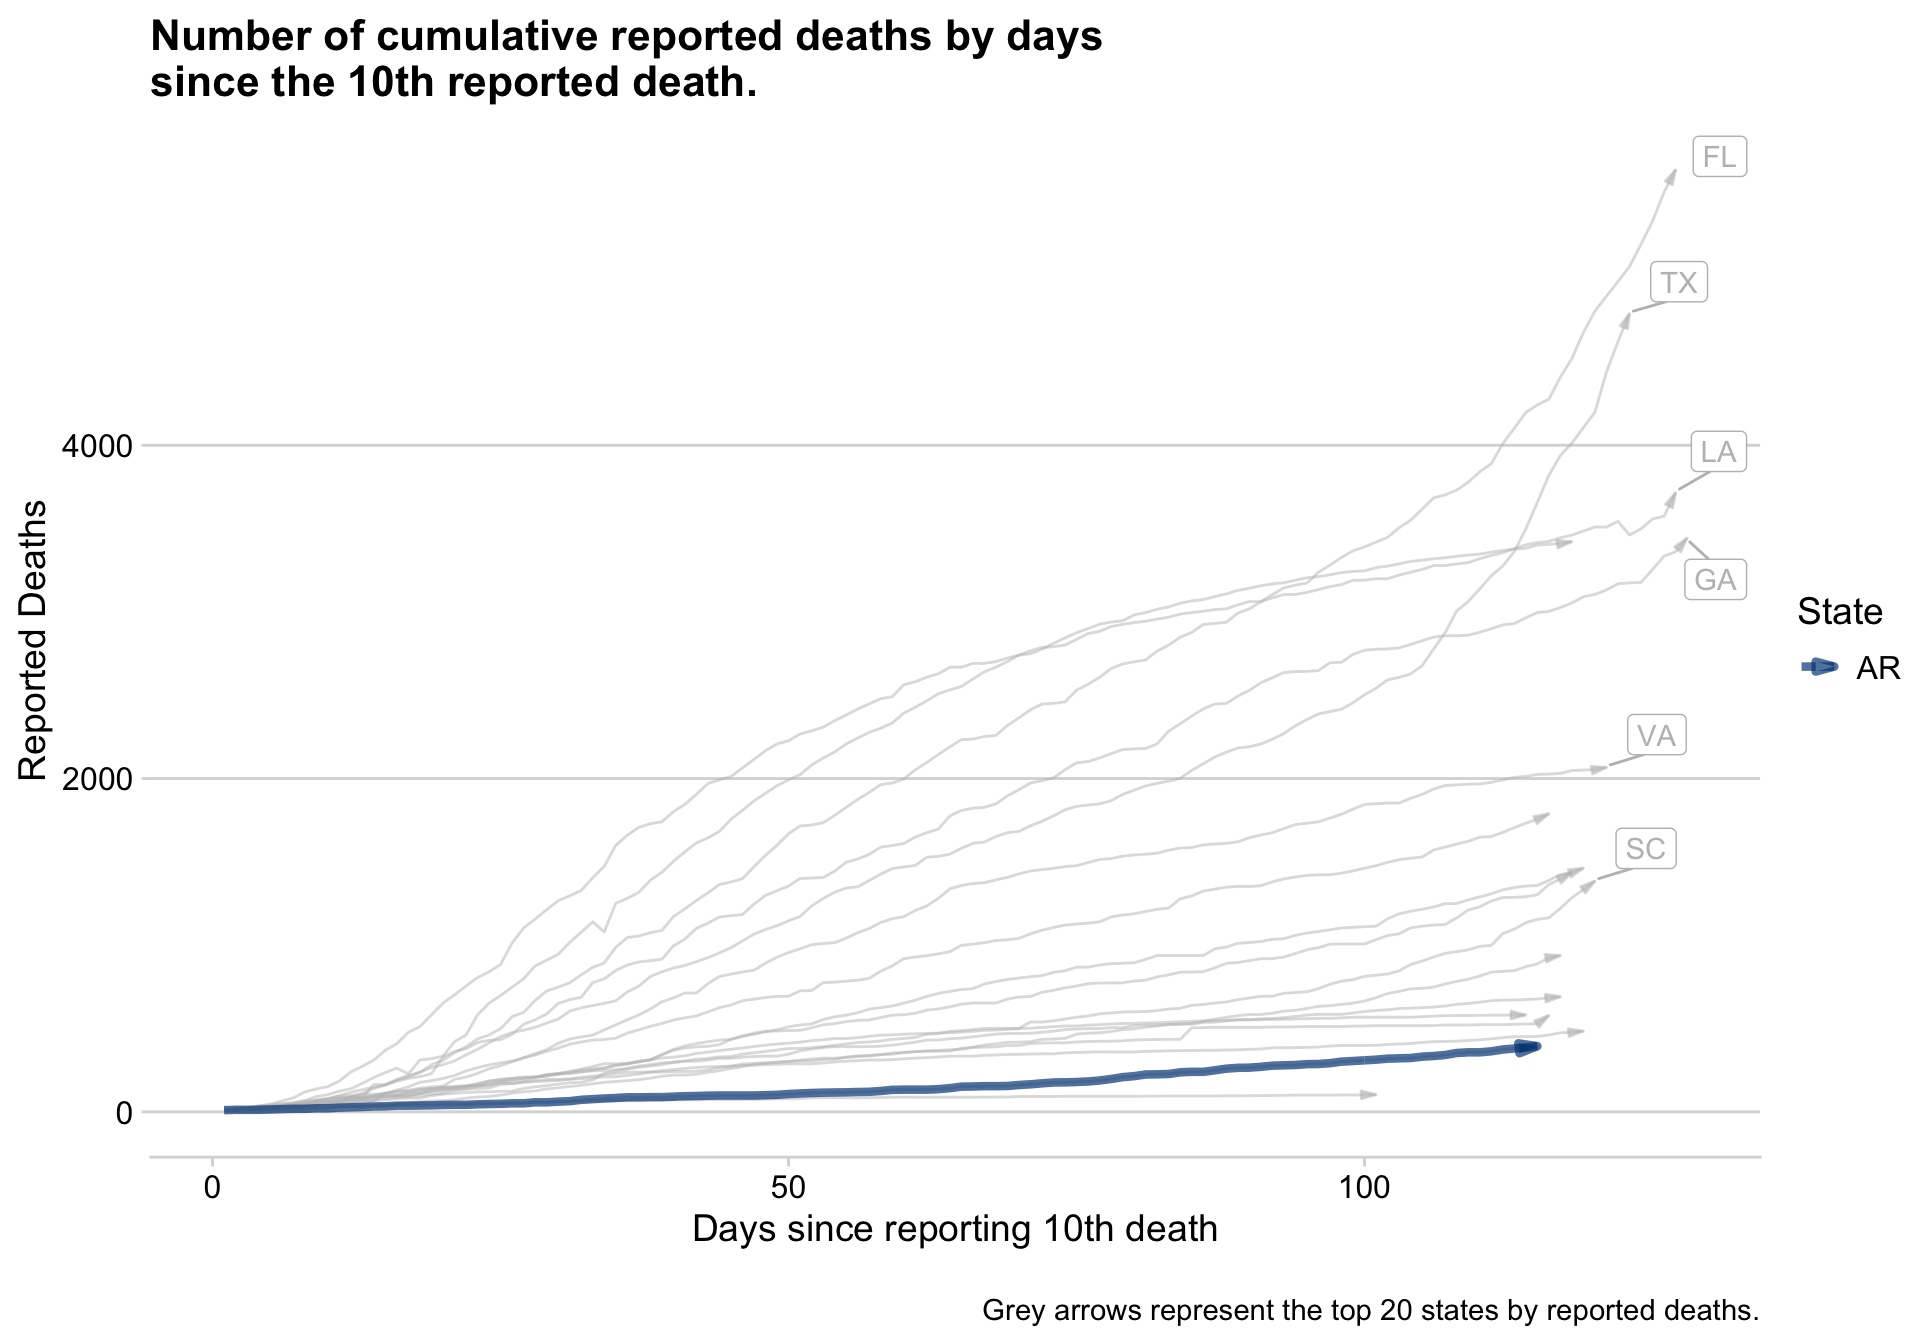 Number of cumulative reported deaths by days
since the 10th reported death.
FL
TX
4000
LA
GA
Reported Deaths
State
AR
VA
2000
SC
0
0 50 100
Days since reporting 10th death
Grey arrows represent the top 20 states by reported deaths.